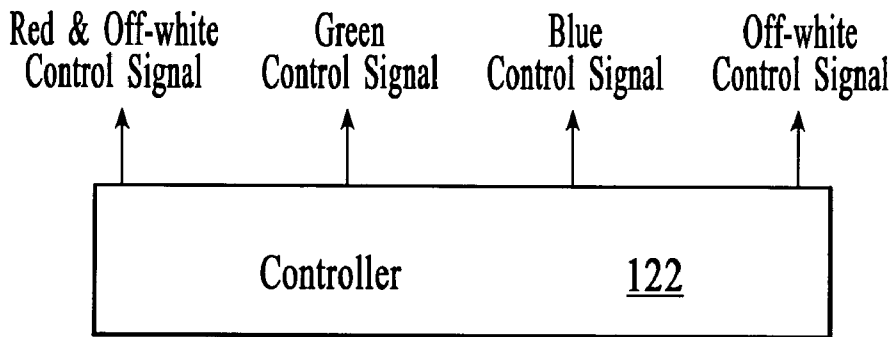 Red & Off-white
Control Signal
Green
Control Signal
Blue
Control Signal
Off-white
Control Signal
Controller 122